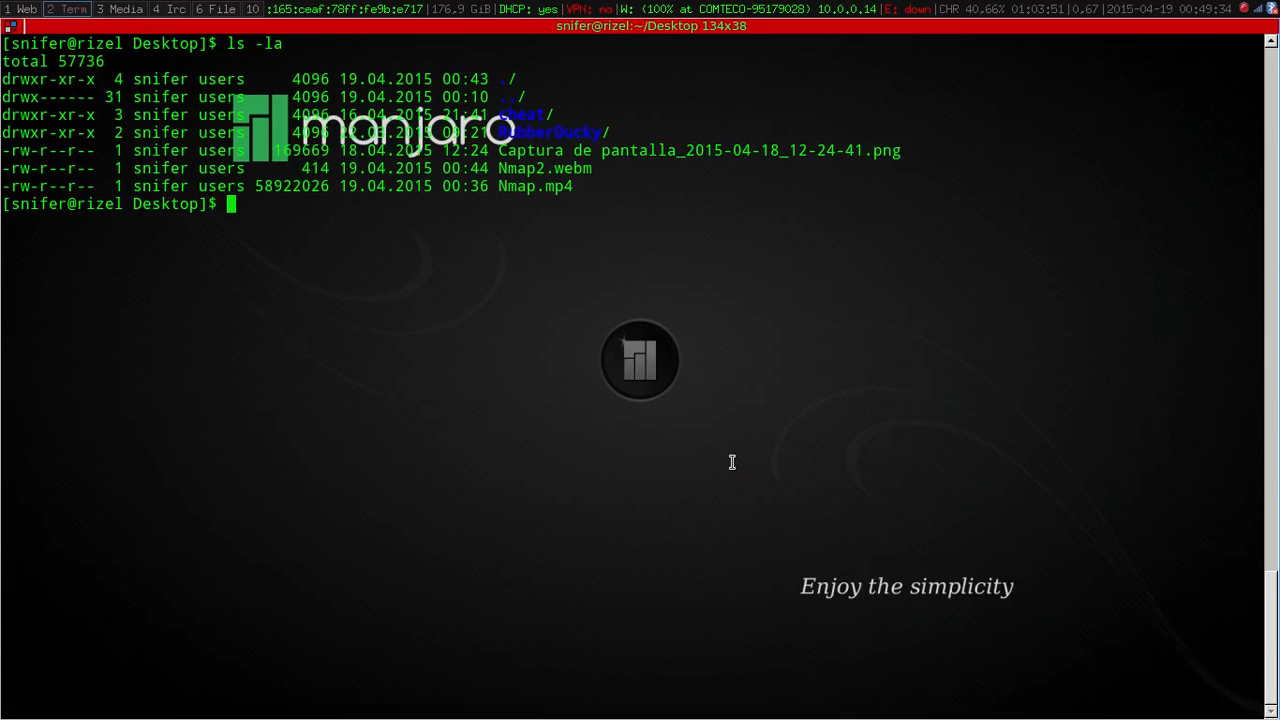 1 Web 2 Term 3 Media 4 Irc 6 File 10 :165:ceaf:78ff:fe9b:e717|176,9 GiB|DHCP: yes|VPN: no|W: (100% at COMTECO-95179028) 10.0.0.14|E: down|CHR 40,66% 01:03:51|0,67|2015-04-19 00:49:34
snifer@rizel:~/Desktop 134x38
[snifer@rizel Desktop]$ ls -la
total 57736
drwxr-xr-x 4 snifer users 4096 19.04.2015 00:43 ./
drwx------ 31 snifer users 4096 19.04.2015 00:10 ../
drwxr-xr-x 3 snifer users 4096 16.04.2015 21:41 cheat/
drwxr-xr-x 2 snifer users 4096 22.03.2015 09:21 RubberDucky/
-rw-r--r-- 1 snifer users 169669 18.04.2015 12:24 Captura de pantalla_2015-04-18_12-24-41.png
-rw-r--r-- 1 snifer users 414 19.04.2015 00:44 Nmap2.webm
-rw-r--r-- 1 snifer users 58922026 19.04.2015 00:36 Nmap.mp4
[snifer@rizel Desktop]$
manjaro
Enjoy the simplicity